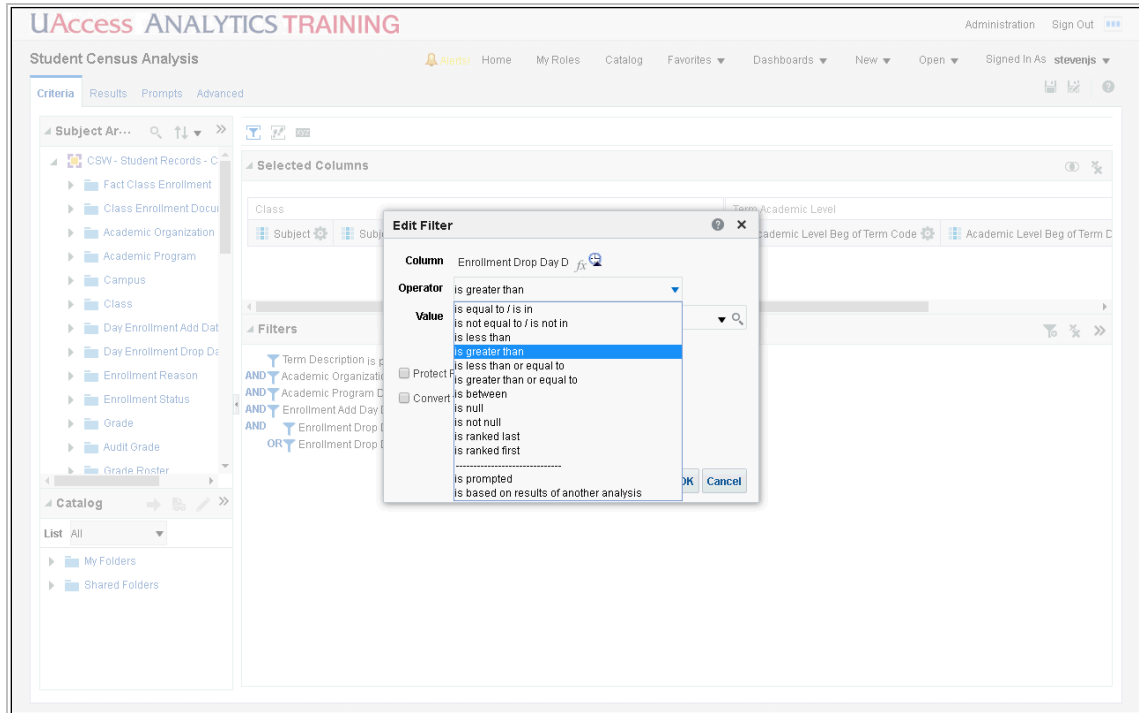 UAccess ANALYTICS TRAINING
Administration Sign Out
Student Census Analysis
Home My Roles Catalog Favorites Dashboards New Open Signed In As stevenjs
Criteria Results Prompts Advanced
Subject Ar...
CSW - Student Records - C
Fact Class Enrollment
Class Enrollment Docu
Academic Organization
Academic Program
Campus
Class
Day Enrollment Add Dat
Day Enrollment Drop Da
Enrollment Reason
Enrollment Status
Grade
Audit Grade
Grade Roster
Catalog
List All
My Folders
Shared Folders
Selected Columns
Class
Term Academic Level
Subject
Subj
cademic Level Beg of Term Code
Academic Level Beg of Term D
Filters
Term Description is p
AND Academic Organizati
AND Academic Program D
AND Enrollment Add Day
AND Enrollment Drop
OR Enrollment Drop
Edit Filter
Column Enrollment Drop Day D fx
Operator is greater than
Value
is equal to / is in
is not equal to / is not in
is less than
is greater than
is less than or equal to
is greater than or equal to
is between
is null
is not null
is ranked last
is ranked first
------------------------------
is prompted
is based on results of another analysis
Protect F
Convert
OK Cancel